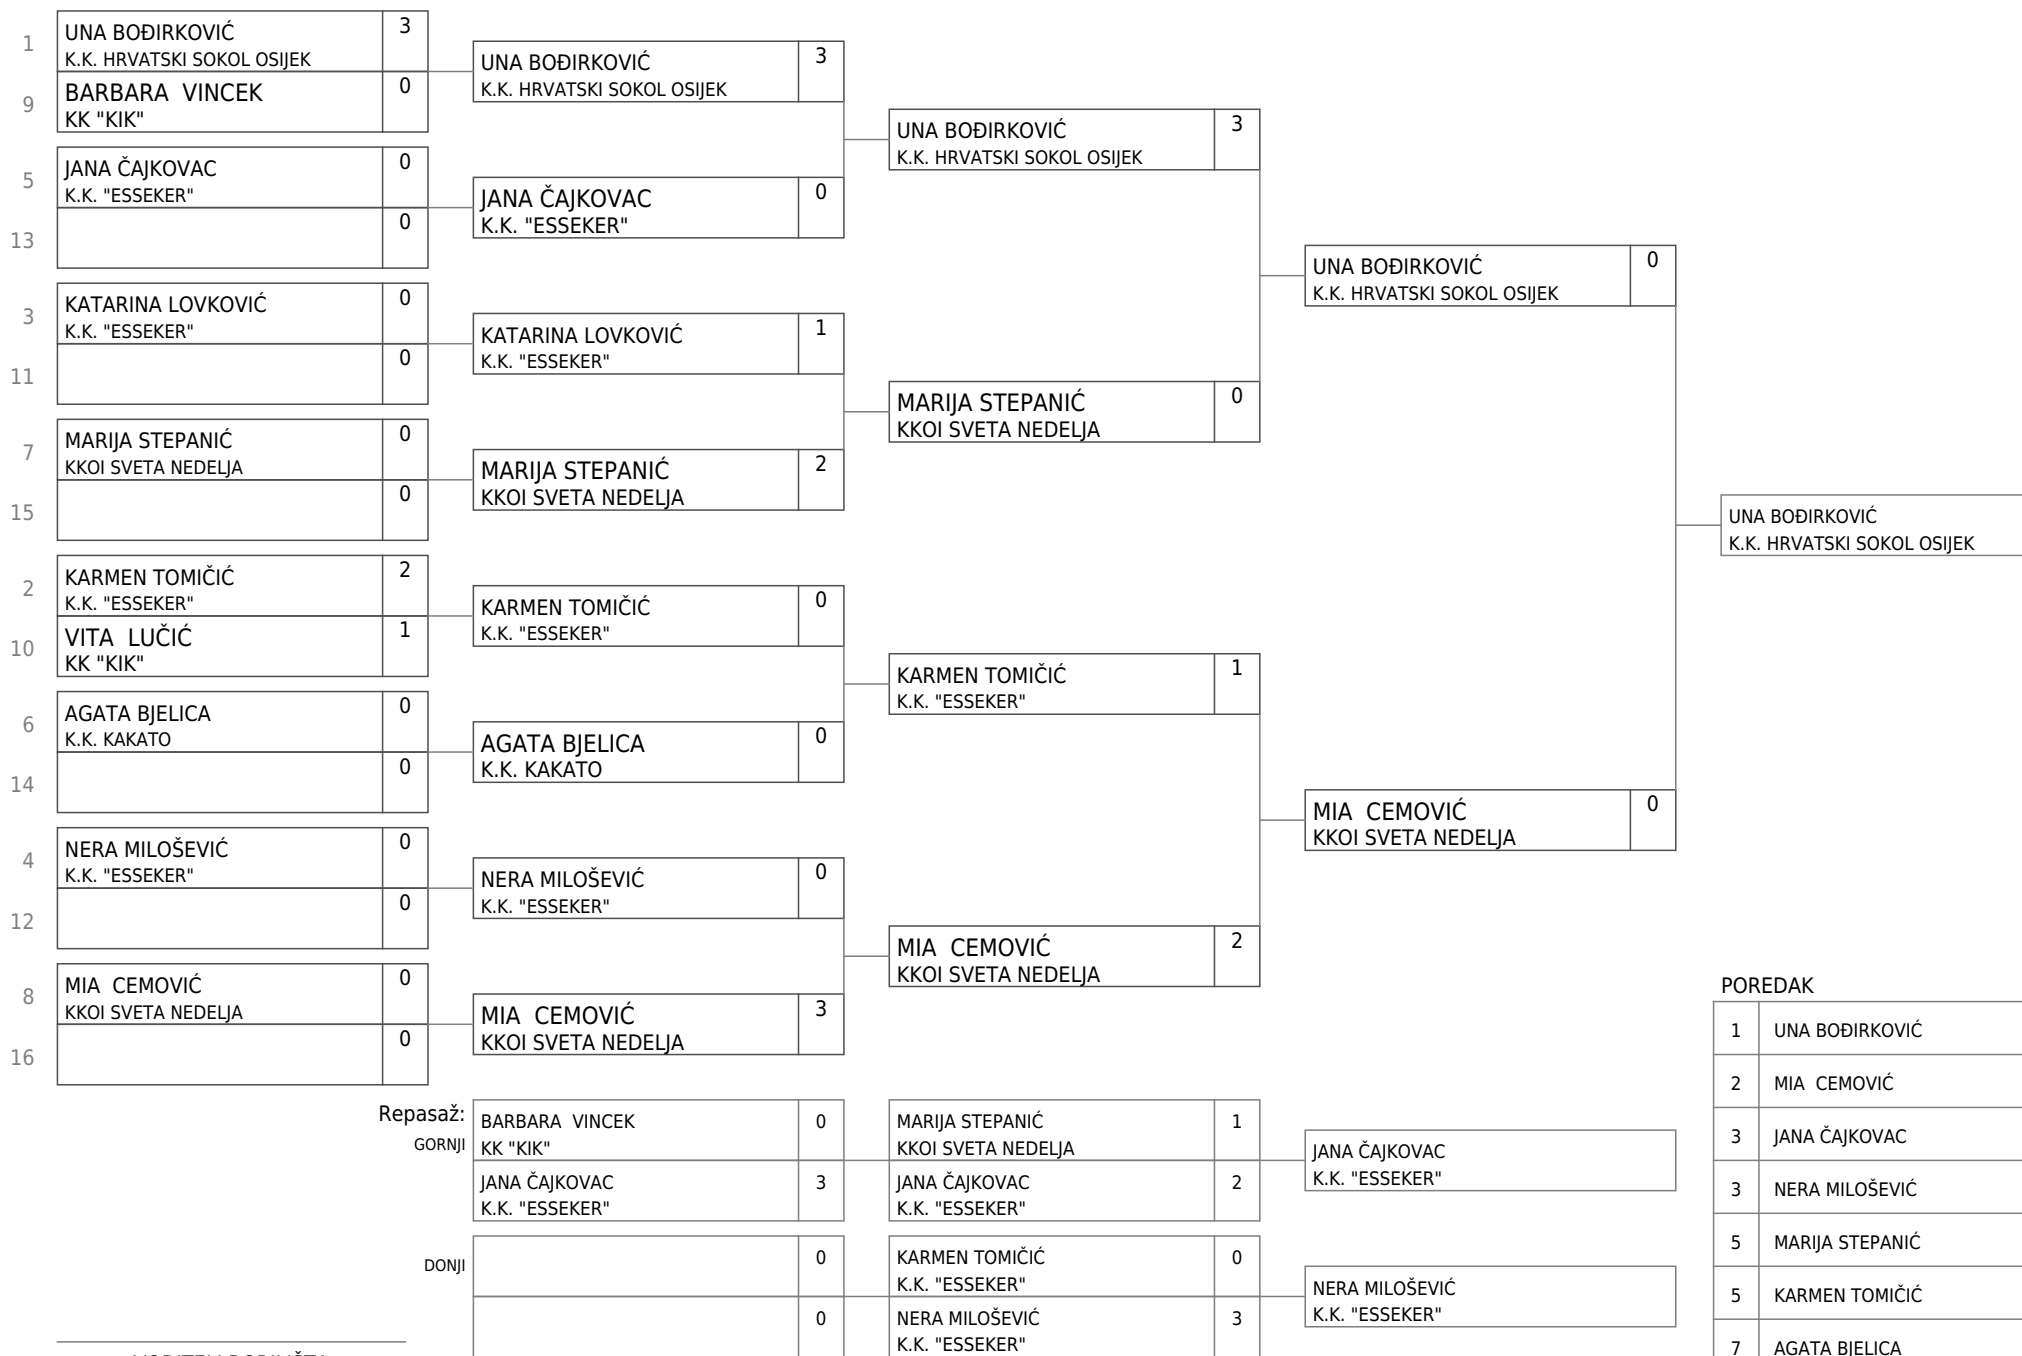 1
UNA BOĐIRKOVIĆ 3
K.K. HRVATSKI SOKOL OSIJEK
9
BARBARA VINCEK 0
KK "KIK"
5
JANA ČAJKOVAC 0
K.K. "ESSEKER"
13
0
3
KATARINA LOVKOVIĆ 0
K.K. "ESSEKER"
11
0
7
MARIJA STEPANIĆ 0
KKOI SVETA NEDELJA
15
0
2
KARMEN TOMIČIĆ 2
K.K. "ESSEKER"
10
VITA LUČIĆ 1
KK "KIK"
6
AGATA BJELICA 0
K.K. KAKATO
14
0
4
NERA MILOŠEVIĆ 0
K.K. "ESSEKER"
12
0
8
MIA CEMOVIĆ 0
KKOI SVETA NEDELJA
16
0
UNA BOĐIRKOVIĆ 3
K.K. HRVATSKI SOKOL OSIJEK
JANA ČAJKOVAC 0
K.K. "ESSEKER"
KATARINA LOVKOVIĆ 1
K.K. "ESSEKER"
MARIJA STEPANIĆ 2
KKOI SVETA NEDELJA
KARMEN TOMIČIĆ 0
K.K. "ESSEKER"
AGATA BJELICA 0
K.K. KAKATO
NERA MILOŠEVIĆ 0
K.K. "ESSEKER"
MIA CEMOVIĆ 3
KKOI SVETA NEDELJA
UNA BOĐIRKOVIĆ 3
K.K. HRVATSKI SOKOL OSIJEK
MARIJA STEPANIĆ 0
KKOI SVETA NEDELJA
KARMEN TOMIČIĆ 1
K.K. "ESSEKER"
MIA CEMOVIĆ 2
KKOI SVETA NEDELJA
UNA BOĐIRKOVIĆ 0
K.K. HRVATSKI SOKOL OSIJEK
MIA CEMOVIĆ 0
KKOI SVETA NEDELJA
UNA BOĐIRKOVIĆ
K.K. HRVATSKI SOKOL OSIJEK
Repasaž:
GORNJI
BARBARA VINCEK 0
KK "KIK"
JANA ČAJKOVAC 3
K.K. "ESSEKER"
MARIJA STEPANIĆ 1
KKOI SVETA NEDELJA
JANA ČAJKOVAC 2
K.K. "ESSEKER"
JANA ČAJKOVAC
K.K. "ESSEKER"
DONJI
0
0
KARMEN TOMIČIĆ 0
K.K. "ESSEKER"
NERA MILOŠEVIĆ 3
K.K. "ESSEKER"
NERA MILOŠEVIĆ
K.K. "ESSEKER"
POREDAK
1 UNA BOĐIRKOVIĆ
2 MIA CEMOVIĆ
3 JANA ČAJKOVAC
3 NERA MILOŠEVIĆ
5 MARIJA STEPANIĆ
5 KARMEN TOMIČIĆ
7 AGATA BJELICA